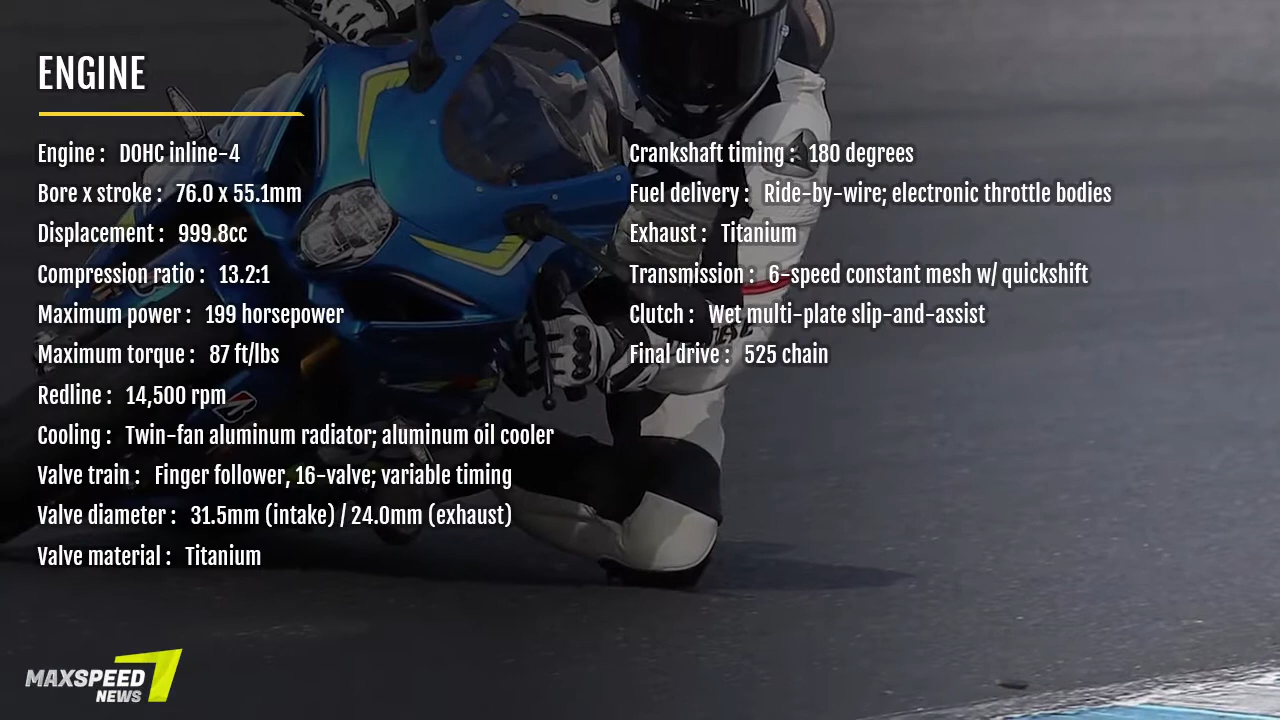 ENGINE
Engine : DOHC inline-4
Bore x stroke : 76.0 x 55.1mm
Displacement : 999.8cc
Compression ratio : 13.2:1
Maximum power : 199 horsepower
Maximum torque : 87 ft/lbs
Redline : 14,500 rpm
Cooling : Twin-fan aluminum radiator; aluminum oil cooler
Valve train : Finger follower, 16-valve; variable timing
Valve diameter : 31.5mm (intake) / 24.0mm (exhaust)
Valve material : Titanium
Crankshaft timing : 180 degrees
Fuel delivery : Ride-by-wire; electronic throttle bodies
Exhaust : Titanium
Transmission : 6-speed constant mesh w/ quickshift
Clutch : Wet multi-plate slip-and-assist
Final drive : 525 chain
MAXSPEED
NEWS